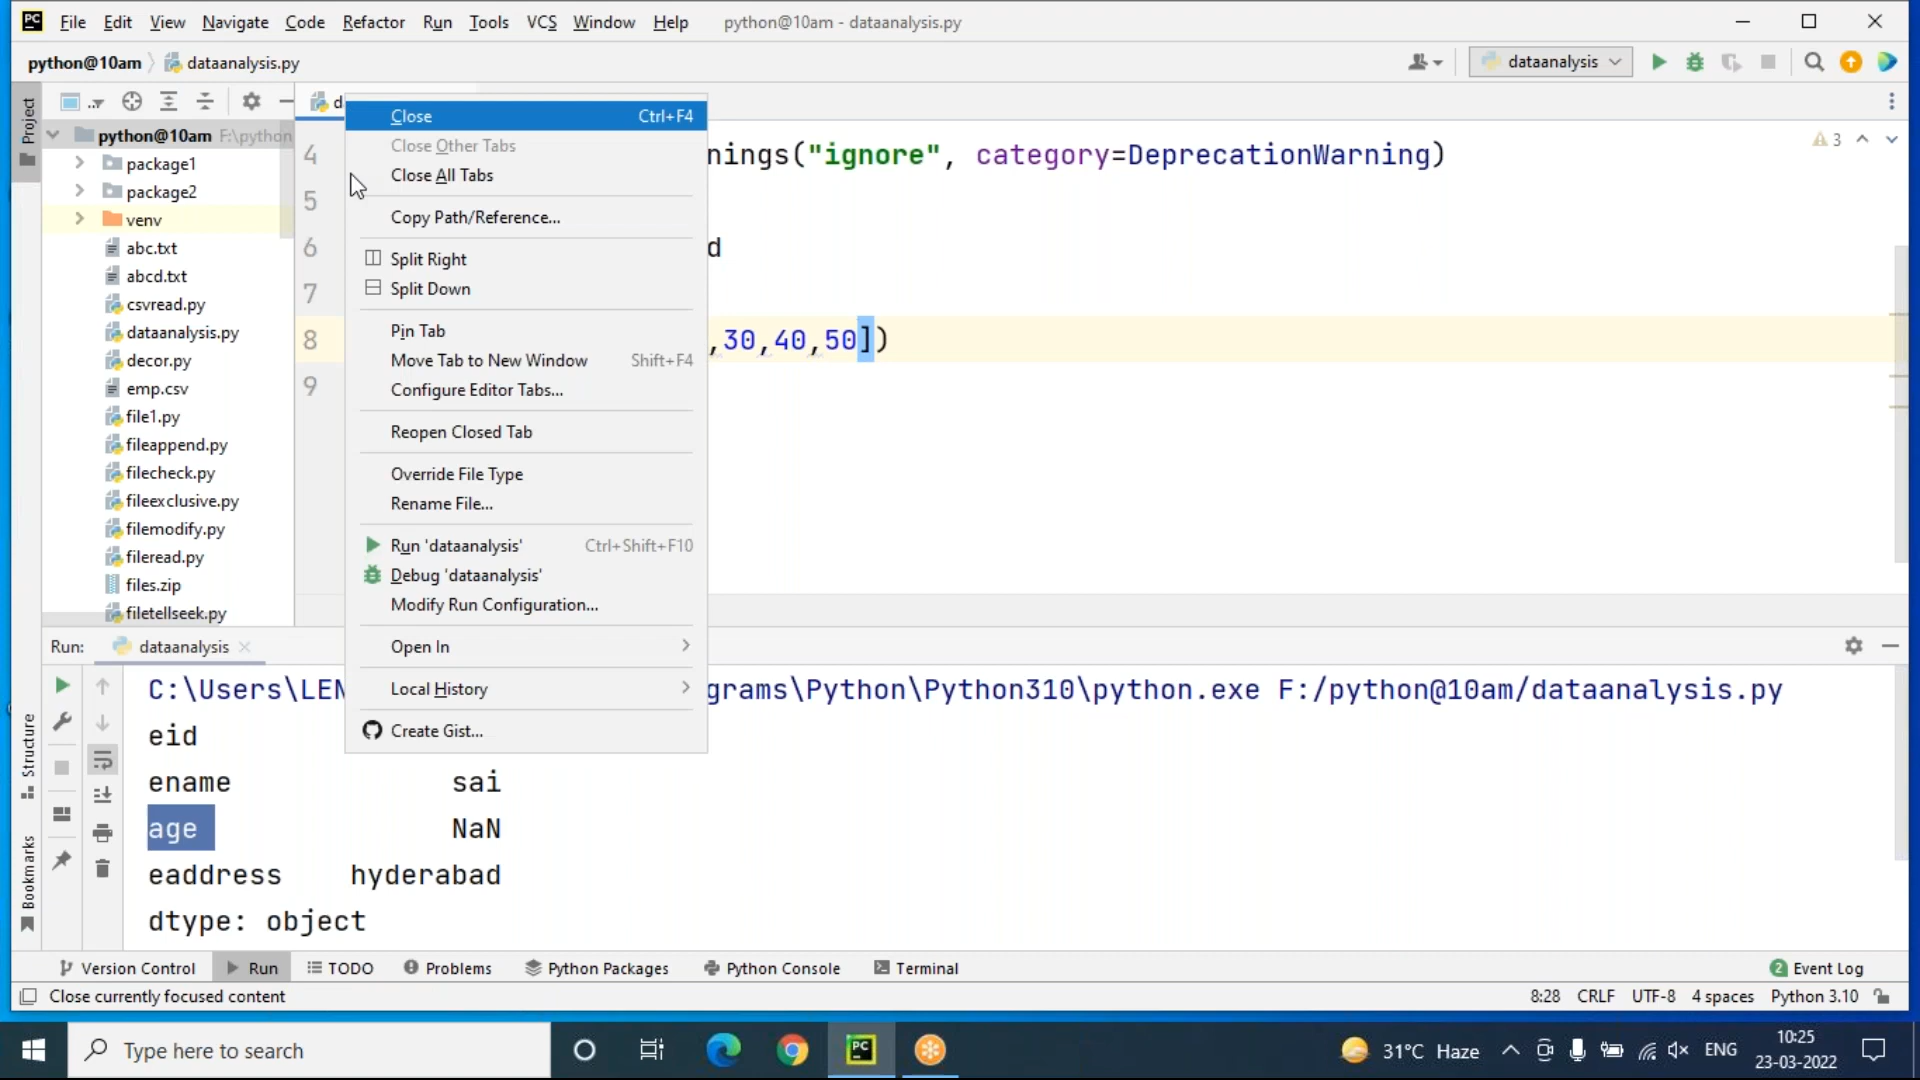 PC File Edit View Navigate Code Refactor Run Tools VCS Window Help python@10am - dataanalysis.py
python@10am dataanalysis.py dataanalysis
Project
python@10am F:\python
package1
package2
venv
abc.txt
abcd.txt
csvread.py
dataanalysis.py
decor.py
emp.csv
file1.py
fileappend.py
filecheck.py
fileexclusive.py
filemodify.py
fileread.py
files.zip
filetellseek.py
d
4 nings("ignore", category=DeprecationWarning)
5
6 d
7
8 ,30,40,50])
9
3
Close Ctrl+F4
Close Other Tabs
Close All Tabs
Copy Path/Reference...
Split Right
Split Down
Pin Tab
Move Tab to New Window Shift+F4
Configure Editor Tabs...
Reopen Closed Tab
Override File Type
Rename File...
Run 'dataanalysis' Ctrl+Shift+F10
Debug 'dataanalysis'
Modify Run Configuration...
Open In
Local History
Create Gist...
Run: dataanalysis
C:\Users\LEN grams\Python\Python310\python.exe F:/python@10am/dataanalysis.py
eid
ename sai
age NaN
eaddress hyderabad
dtype: object
Structure
Bookmarks
Version Control Run TODO Problems Python Packages Python Console Terminal 2 Event Log
Close currently focused content 8:28 CRLF UTF-8 4 spaces Python 3.10
Type here to search PC 31°C Haze ENG 10:25
23-03-2022